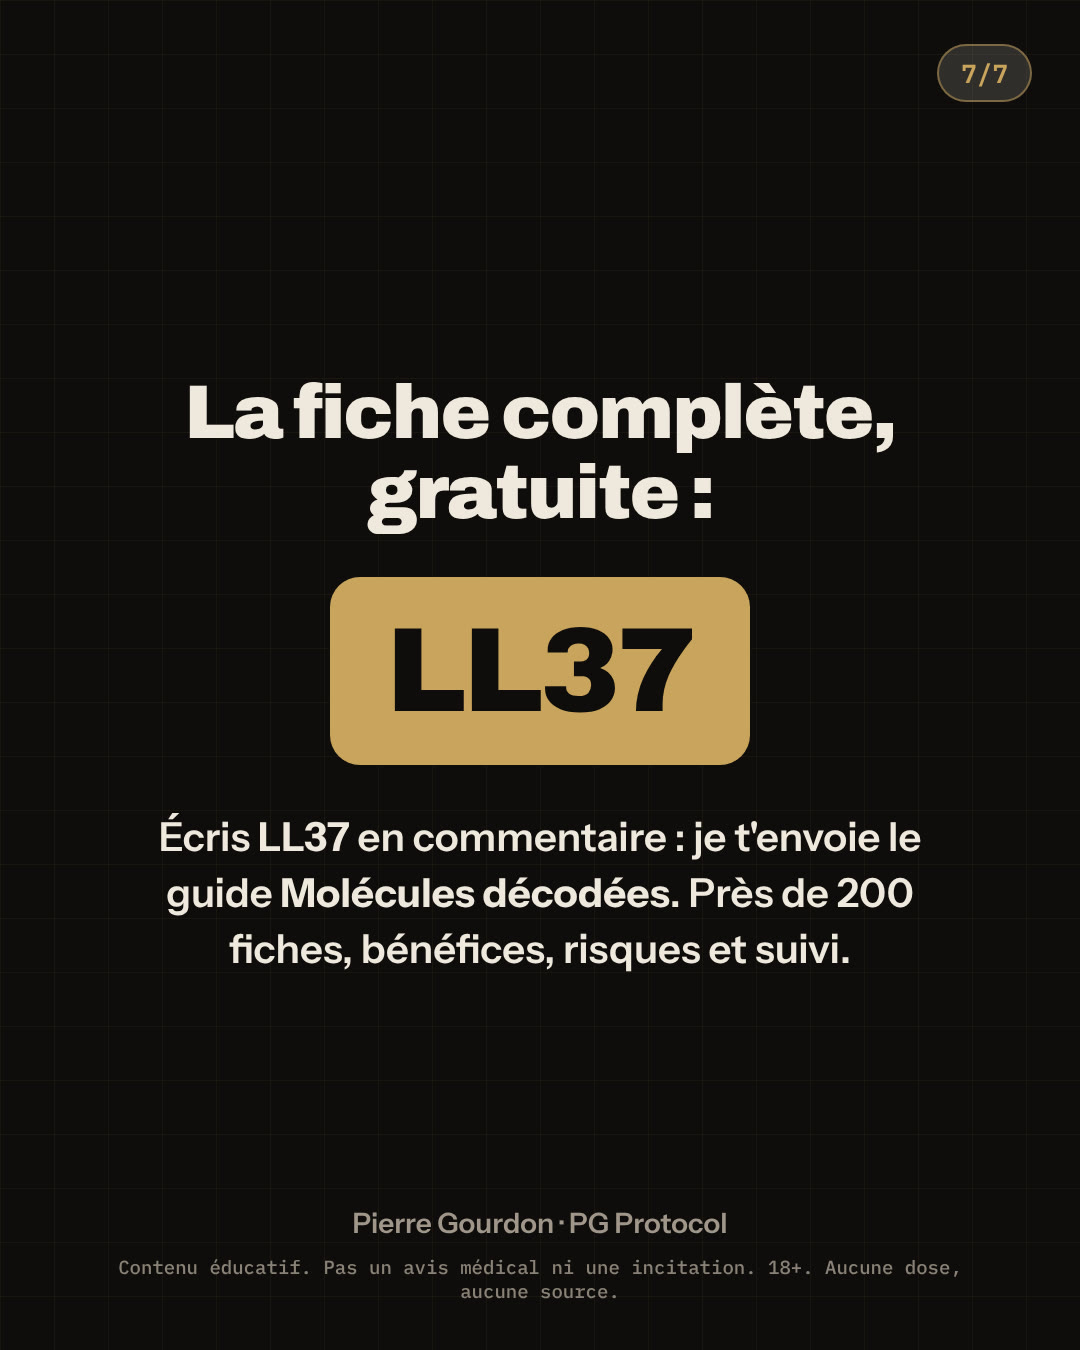 7/7
La fiche complète,
gratuite :
LL37
Écris LL37 en commentaire : je t'envoie le
guide Molécules décodées. Près de 200
fiches, bénéfices, risques et suivi.
Pierre Gourdon · PG Protocol
Contenu éducatif. Pas un avis médical ni une incitation. 18+. Aucune dose,
aucune source.